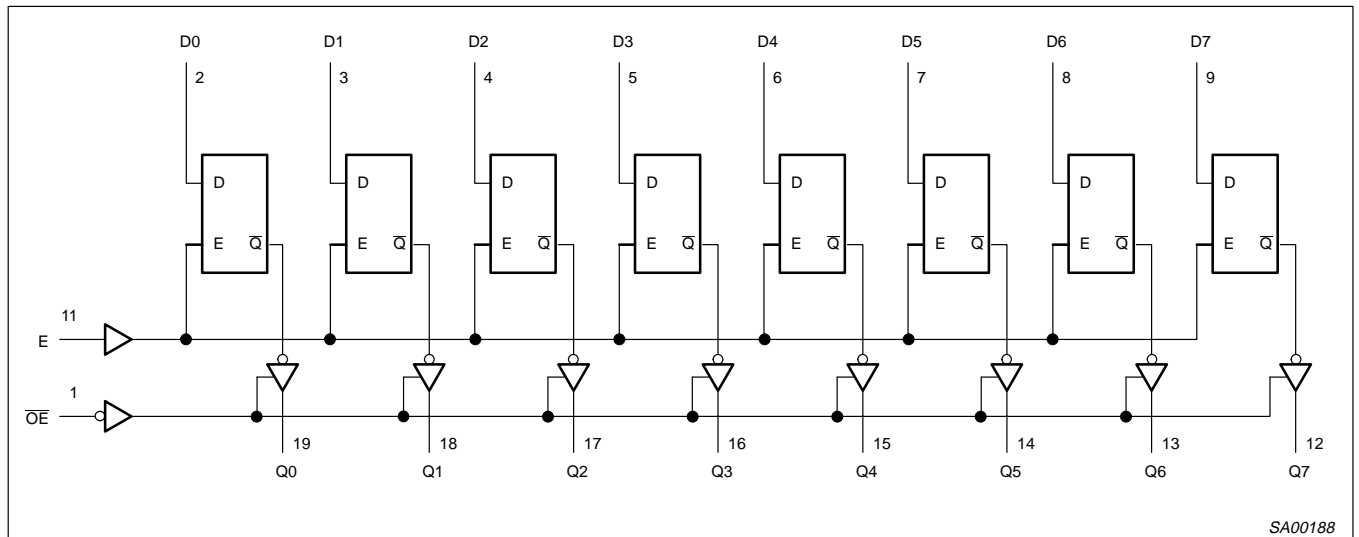 D0 D1 D2 D3 D4 D5 D6 D7
2 3 4 5 6 7 8 9
D D D D D D D D
E Q̅ E Q̅ E Q̅ E Q̅ E Q̅ E Q̅ E Q̅ E Q̅
11
E
1
O̅E̅
19 18 17 16 15 14 13 12
Q0 Q1 Q2 Q3 Q4 Q5 Q6 Q7
SA00188